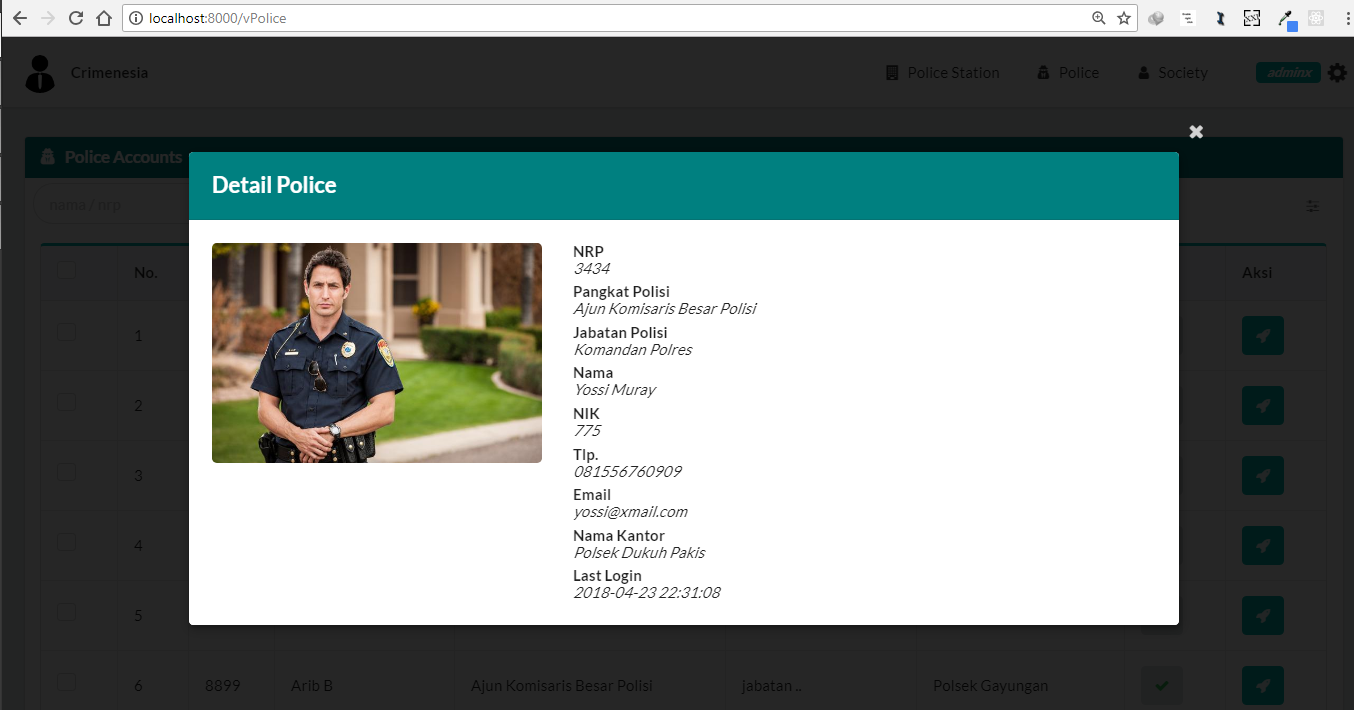 localhost:8000/vPolice
Crimenesia
Police Station
Police
Society
adminx
Police Accounts
nama / nrp
Detail Police
NRP
3434
Pangkat Polisi
Ajun Komisaris Besar Polisi
Jabatan Polisi
Komandan Polres
Nama
Yossi Muray
NIK
775
Tlp.
081556760909
Email
yossi@xmail.com
Nama Kantor
Polsek Dukuh Pakis
Last Login
2018-04-23 22:31:08
No.
Aksi
1
2
3
4
5
6 8899 Arib B Ajun Komisaris Besar Polisi jabatan .. Polsek Gayungan